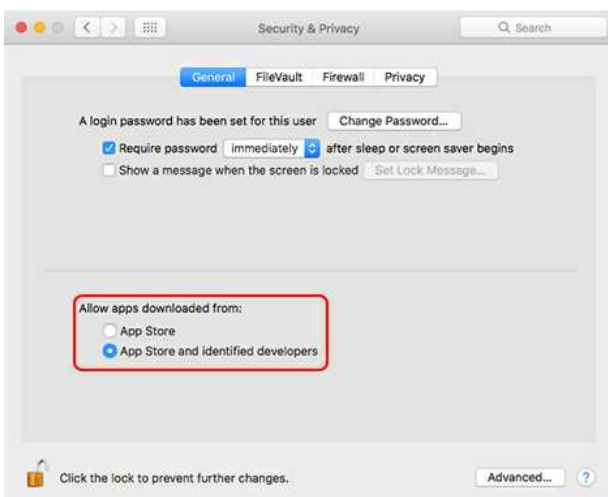 Security & Privacy
Search
General FileVault Firewall Privacy
A login password has been set for this user Change Password...
Require password immediately after sleep or screen saver begins
Show a message when the screen is locked Set Lock Message...
Allow apps downloaded from:
App Store
App Store and identified developers
Click the lock to prevent further changes. Advanced... ?